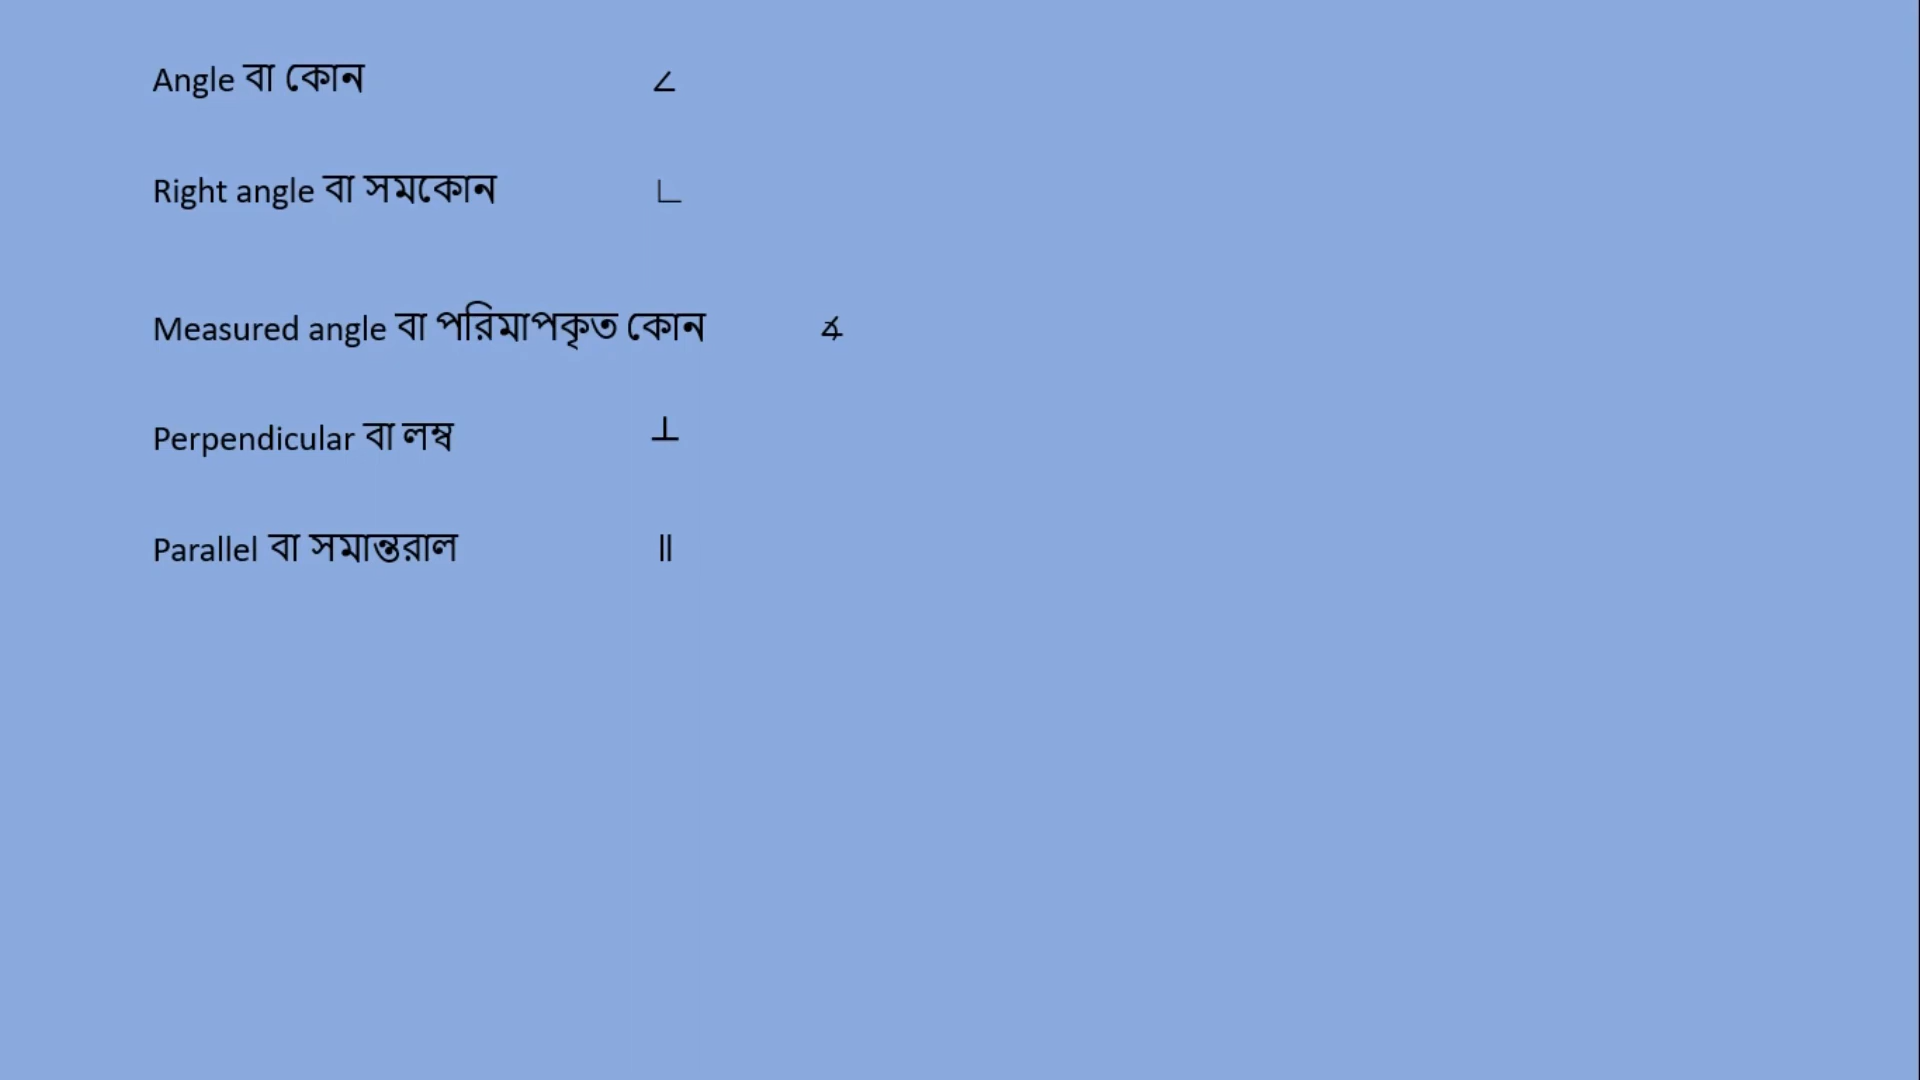 Angle বা কোন ∠
Right angle বা সমকোন ∟
Measured angle বা পরিমাপকৃত কোন ∡
Perpendicular বা লম্ব ⊥
Parallel বা সমান্তরাল ∥